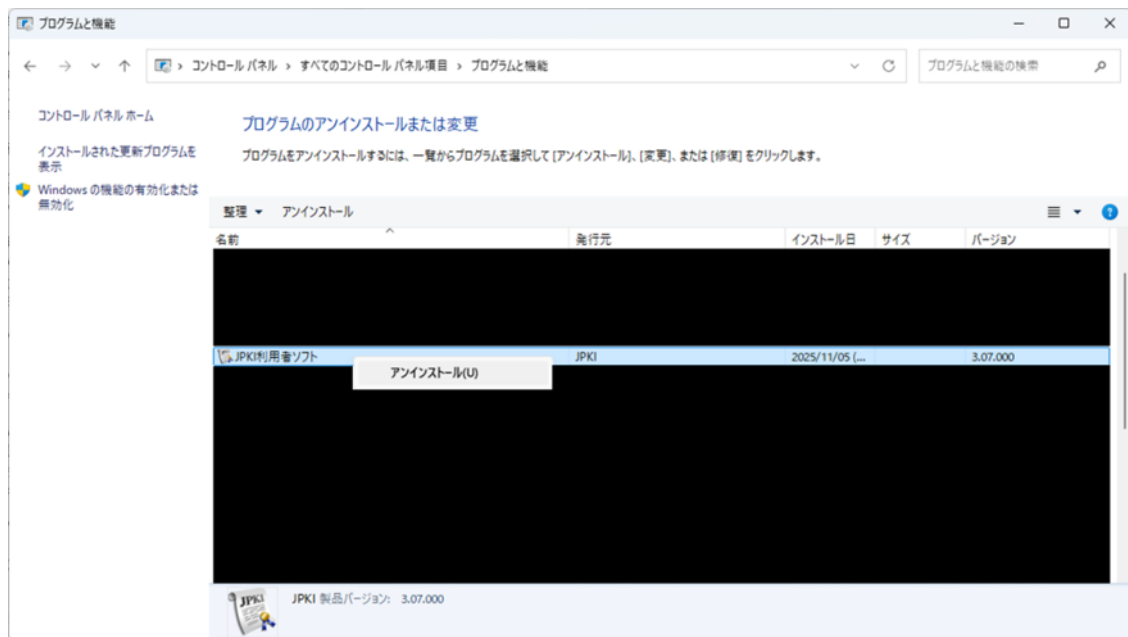 プログラムと機能
コントロール パネル › すべてのコントロール パネル項目 › プログラムと機能
プログラムと機能の検索
コントロール パネル ホーム
インストールされた更新プログラムを
表示
Windows の機能の有効化または
無効化
プログラムのアンインストールまたは変更
プログラムをアンインストールするには、一覧からプログラムを選択して [アンインストール]、[変更]、または [修復] をクリックします。
整理 アンインストール
名前 発行元 インストール日 サイズ バージョン
JPKI利用者ソフト JPKI 2025/11/05 (... 3.07.000
アンインストール(U)
JPKI
JPKI 製品バージョン: 3.07.000